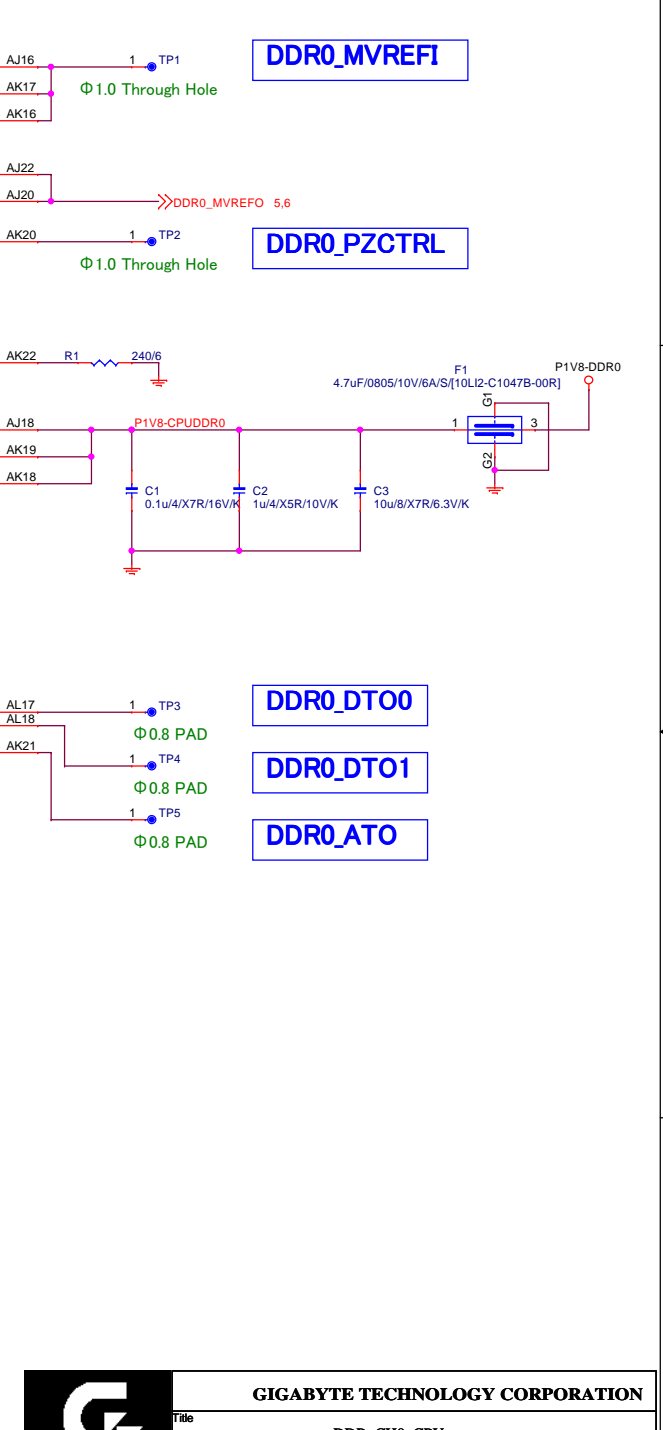 AJ16 1 TP1 DDR0_MVREFI
AK17 Φ1.0 Through Hole
AK16
AJ22
AJ20 DDR0_MVREFO 5,6
AK20 1 TP2 DDR0_PZCTRL
Φ1.0 Through Hole
AK22 R1 240/6
F1 P1V8-DDR0
4.7uF/0805/10V/6A/S/[10LI2-C1047B-00R]
G1
AJ18 P1V8-CPUDDR0 1 3
AK19
G2
AK18
C1 C2 C3
0.1u/4/X7R/16V/K 1u/4/X5R/10V/K 10u/8/X7R/6.3V/K
AL17 1 TP3 DDR0_DTO0
AL18
Φ0.8 PAD
AK21
1 TP4 DDR0_DTO1
Φ0.8 PAD
1 TP5 DDR0_ATO
Φ0.8 PAD
GIGABYTE TECHNOLOGY CORPORATION
Title